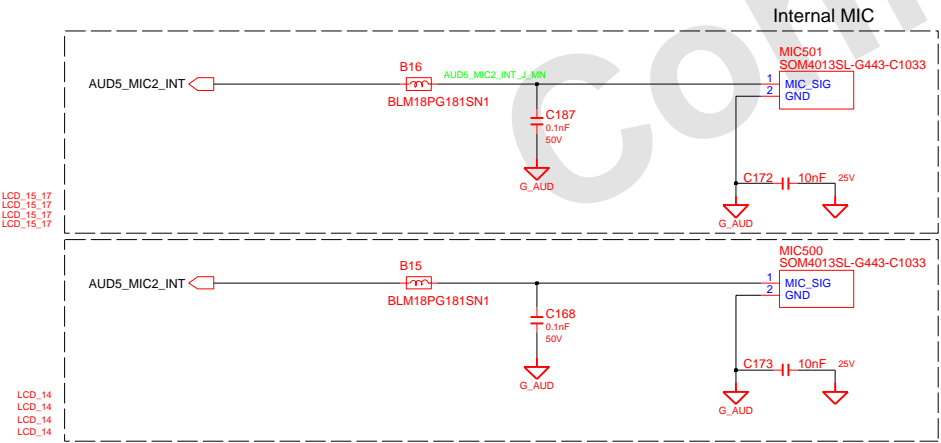 Com
Internal MIC
MIC501
SOM4013SL-G443-C1033
B16
AUD5_MIC2_INT
AUD5_MIC2_INT_J_MN
1
MIC_SIG
2
GND
BLM18PG181SN1
C187
0.1nF
50V
G_AUD
C172
10nF
25V
G_AUD
LCD_15_17
LCD_15_17
LCD_15_17
LCD_15_17
MIC500
SOM4013SL-G443-C1033
B15
AUD5_MIC2_INT
1
MIC_SIG
2
GND
BLM18PG181SN1
C168
0.1nF
50V
G_AUD
C173
10nF
25V
G_AUD
LCD_14
LCD_14
LCD_14
LCD_14